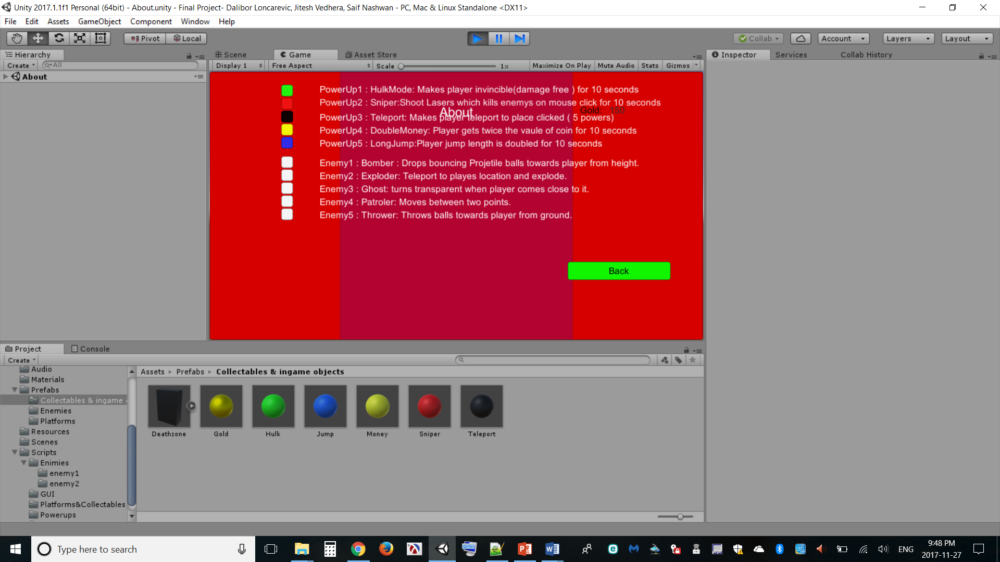 Unity 2017.1.1f1 Personal (64bit) - About.unity - Final Project- Dalibor Loncarevic, Jitesh Vedhera, Saif Nashwan - PC, Mac & Linux Standalone <DX11>
File Edit Assets GameObject Component Window Help
Pivot Local Collab Account Layers Layout
Hierarchy Scene Game Asset Store Inspector Services Collab History
Create All Display 1 Free Aspect Scale 1x Maximize On Play Mute Audio Stats Gizmos
About
PowerUp1 : HulkMode: Makes player invincible(damage free ) for 10 seconds
PowerUp2 : Sniper:Shoot Lasers which kills enemys on mouse click for 10 seconds
About Gold: 150
PowerUp3 : Teleport: Makes player teleport to place clicked ( 5 powers)
PowerUp4 : DoubleMoney: Player gets twice the vaule of coin for 10 seconds
PowerUp5 : LongJump:Player jump length is doubled for 10 seconds
Enemy1 : Bomber : Drops bouncing Projetile balls towards player from height.
Enemy2 : Exploder: Teleport to playes location and explode.
Enemy3 : Ghost: turns transparent when player comes close to it.
Enemy4 : Patroler: Moves between two points.
Enemy5 : Thrower: Throws balls towards player from ground.
Back
Project Console
Create
Audio
Materials
Prefabs
Collectables & ingame
Enemies
Platforms
Resources
Scenes
Scripts
Enimies
enemy1
enemy2
GUI
Platforms&Collectables
Powerups
Assets Prefabs Collectables & ingame objects
Deathzone Gold Hulk Jump Money Sniper Teleport
Type here to search
ENG
9:48 PM
2017-11-27